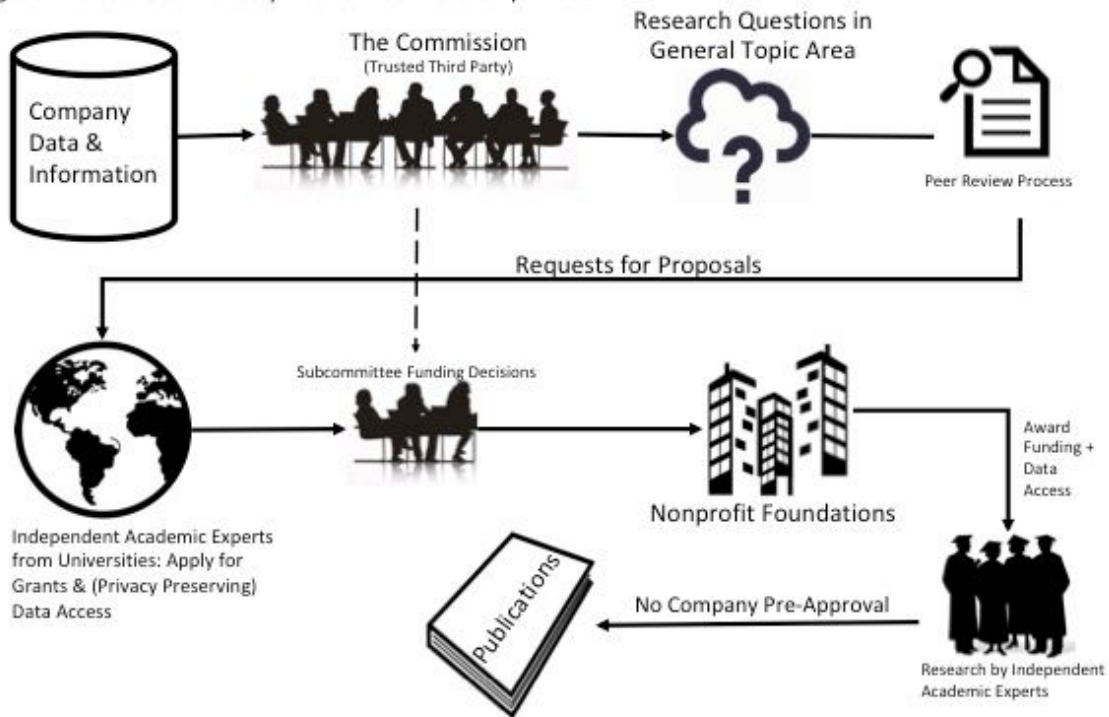 The Commission
(Trusted Third Party)
Research Questions in
General Topic Area
Company
Data &
Information
Peer Review Process
Requests for Proposals
Subcommittee Funding Decisions
Award
Funding +
Data
Access
Nonprofit Foundations
Independent Academic Experts
from Universities: Apply for
Grants & (Privacy Preserving)
Data Access
Publications
No Company Pre-Approval
Research by Independent
Academic Experts